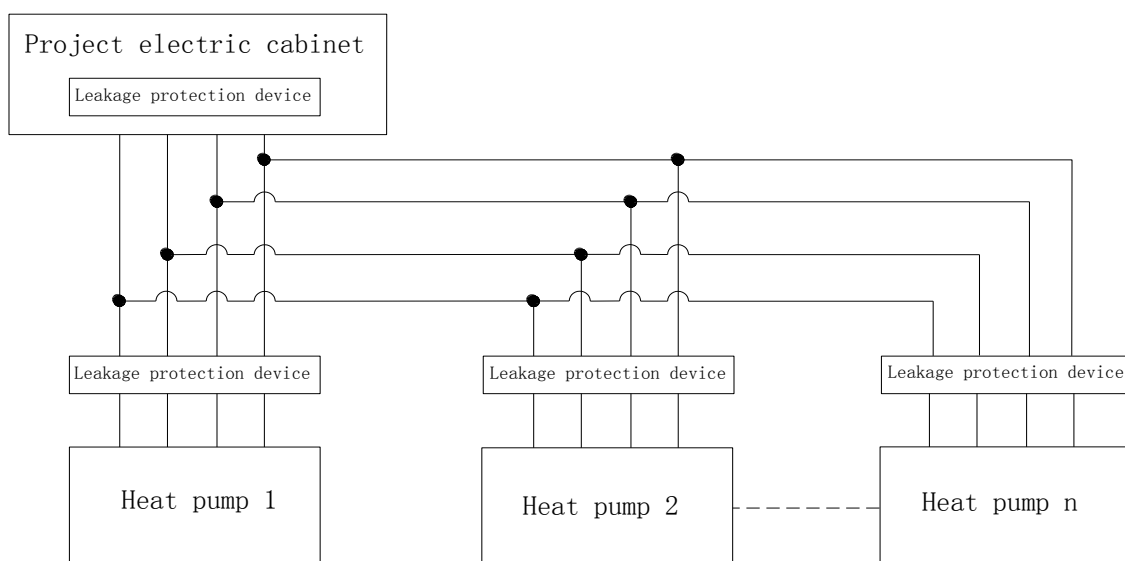 Project electric cabinet
Leakage protection device
Leakage protection device
Leakage protection device
Leakage protection device
Heat pump 1
Heat pump 2
Heat pump n